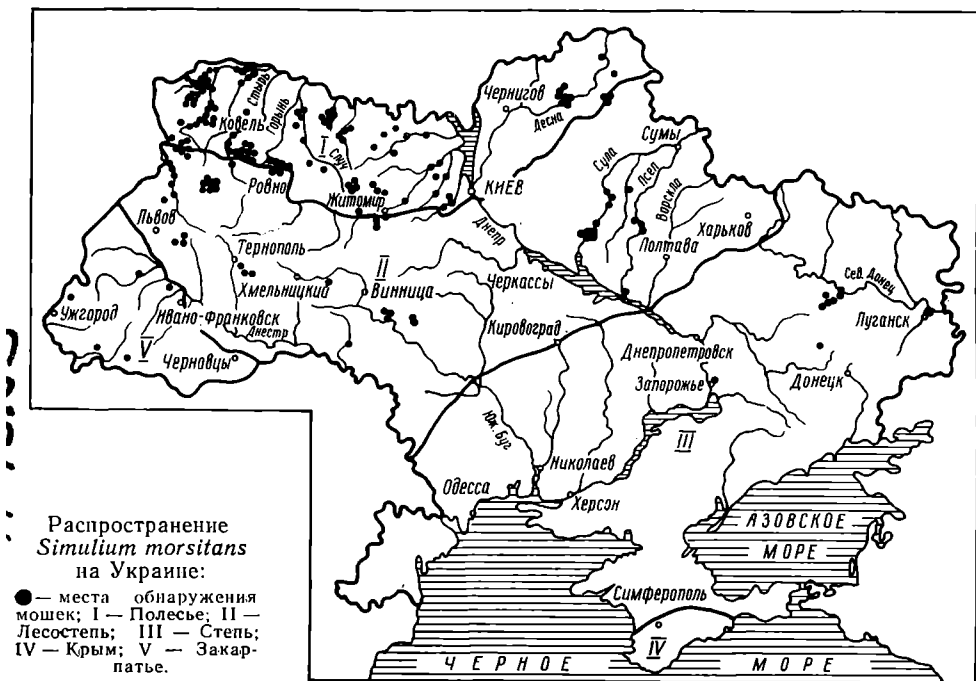 Чернигов
Десна
Стырь
Горынь
Ковель
I
Случ
Сумы
Сула
Псел
Ворскла
Ровно
Житомир
КИЕВ
Харьков
Львов
Днепр
Полтава
Тернополь
II
Хмельницкий
Винница
Черкассы
Сев. Донец
Ужгород
Ивано-Франковск
Днестр
Кировоград
Луганск
V
Черновцы
Днепропетровск
Запорожье
Донецк
Юж. Буг
III
Николаев
Одесса
Херсон
АЗОВСКОЕ
МОРЕ
Симферополь
IV
ЧЕРНОЕ МОРЕ
Распространение
Simulium morsitans
на Украине:
●— места обнаружения
мошек; I — Полесье; II —
Лесостепь; III — Степь;
IV — Крым; V — Закар-
патье.